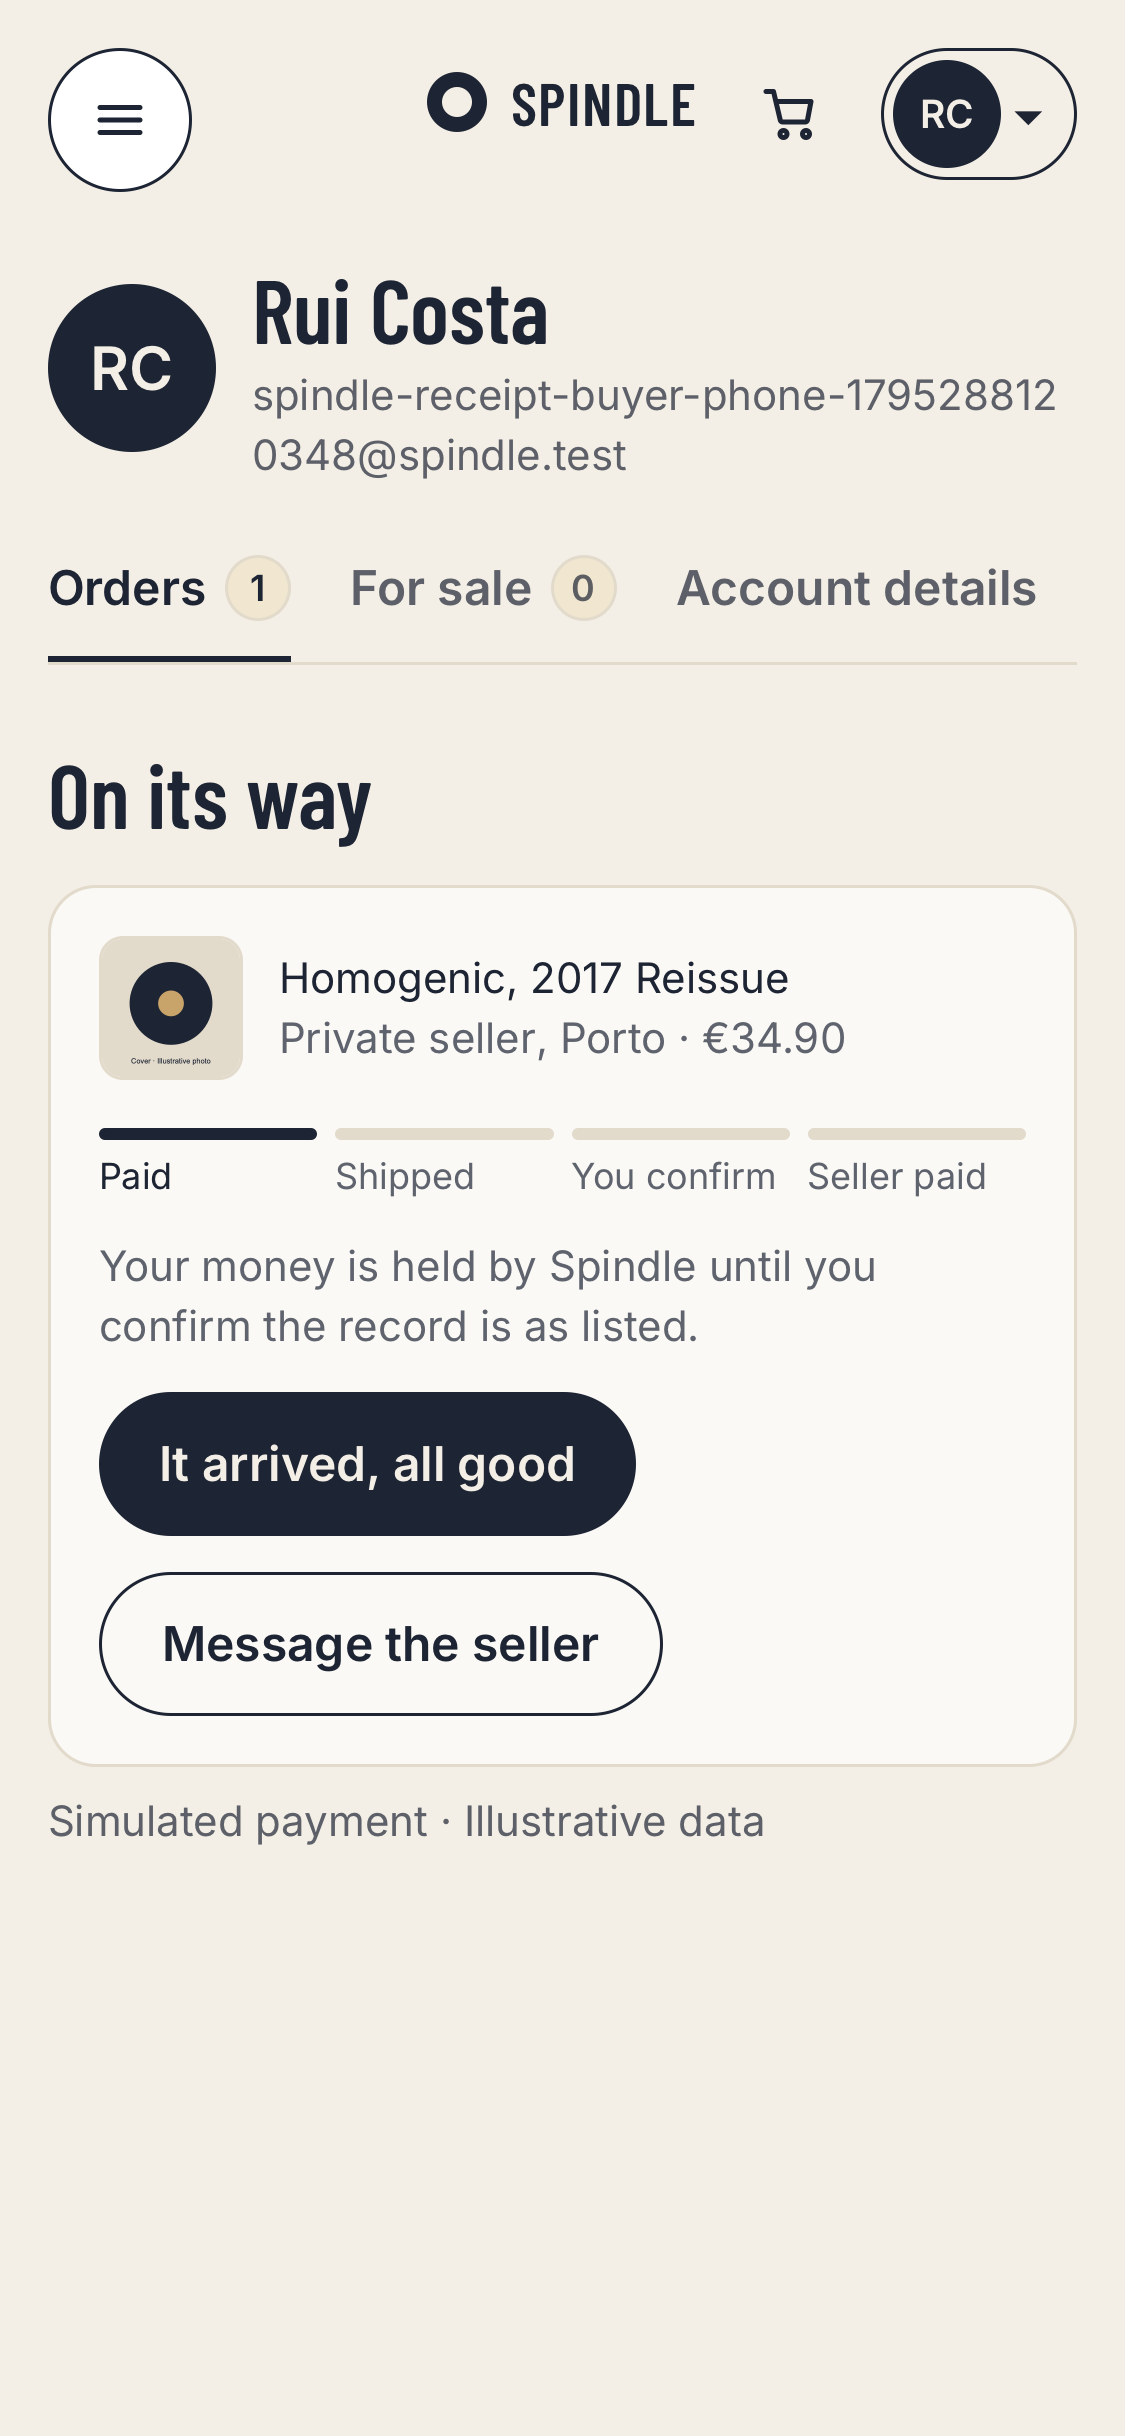 SPINDLE
RC
RC
Rui Costa
spindle-receipt-buyer-phone-179528812
0348@spindle.test
Orders 1 For sale 0 Account details
On its way
Cover · Illustrative photo
Homogenic, 2017 Reissue
Private seller, Porto · €34.90
Paid Shipped You confirm Seller paid
Your money is held by Spindle until you
confirm the record is as listed.
It arrived, all good
Message the seller
Simulated payment · Illustrative data